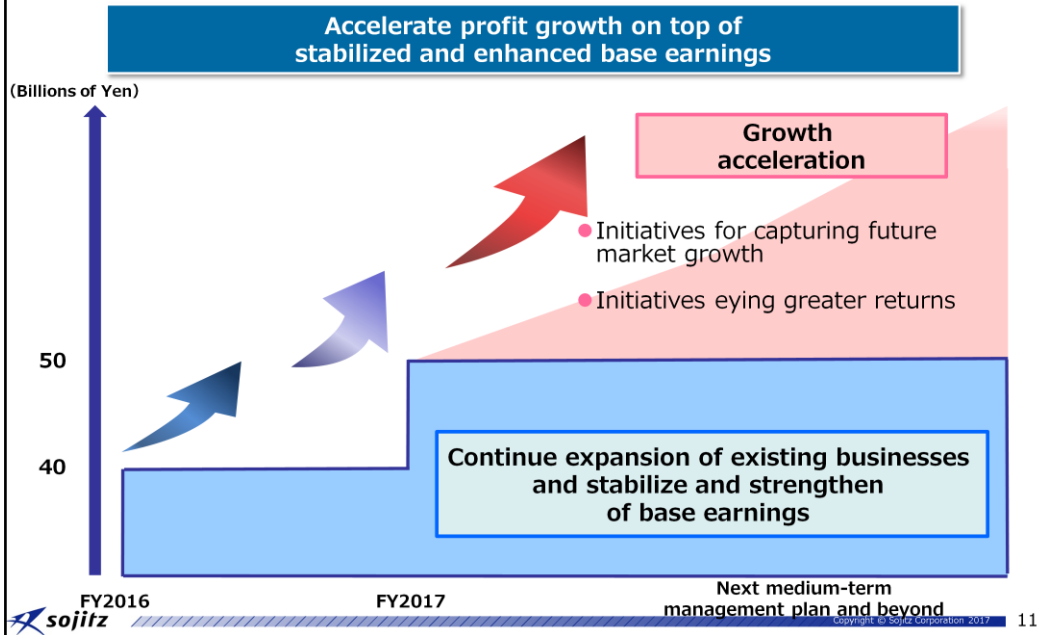 Accelerate profit growth on top of
stabilized and enhanced base earnings
(Billions of Yen)
Growth
acceleration
● Initiatives for capturing future
market growth
● Initiatives eying greater returns
50
40
Continue expansion of existing businesses
and stabilize and strengthen
of base earnings
FY2016
FY2017
Next medium-term
management plan and beyond
sojitz
Copyright © Sojitz Corporation 2017
11